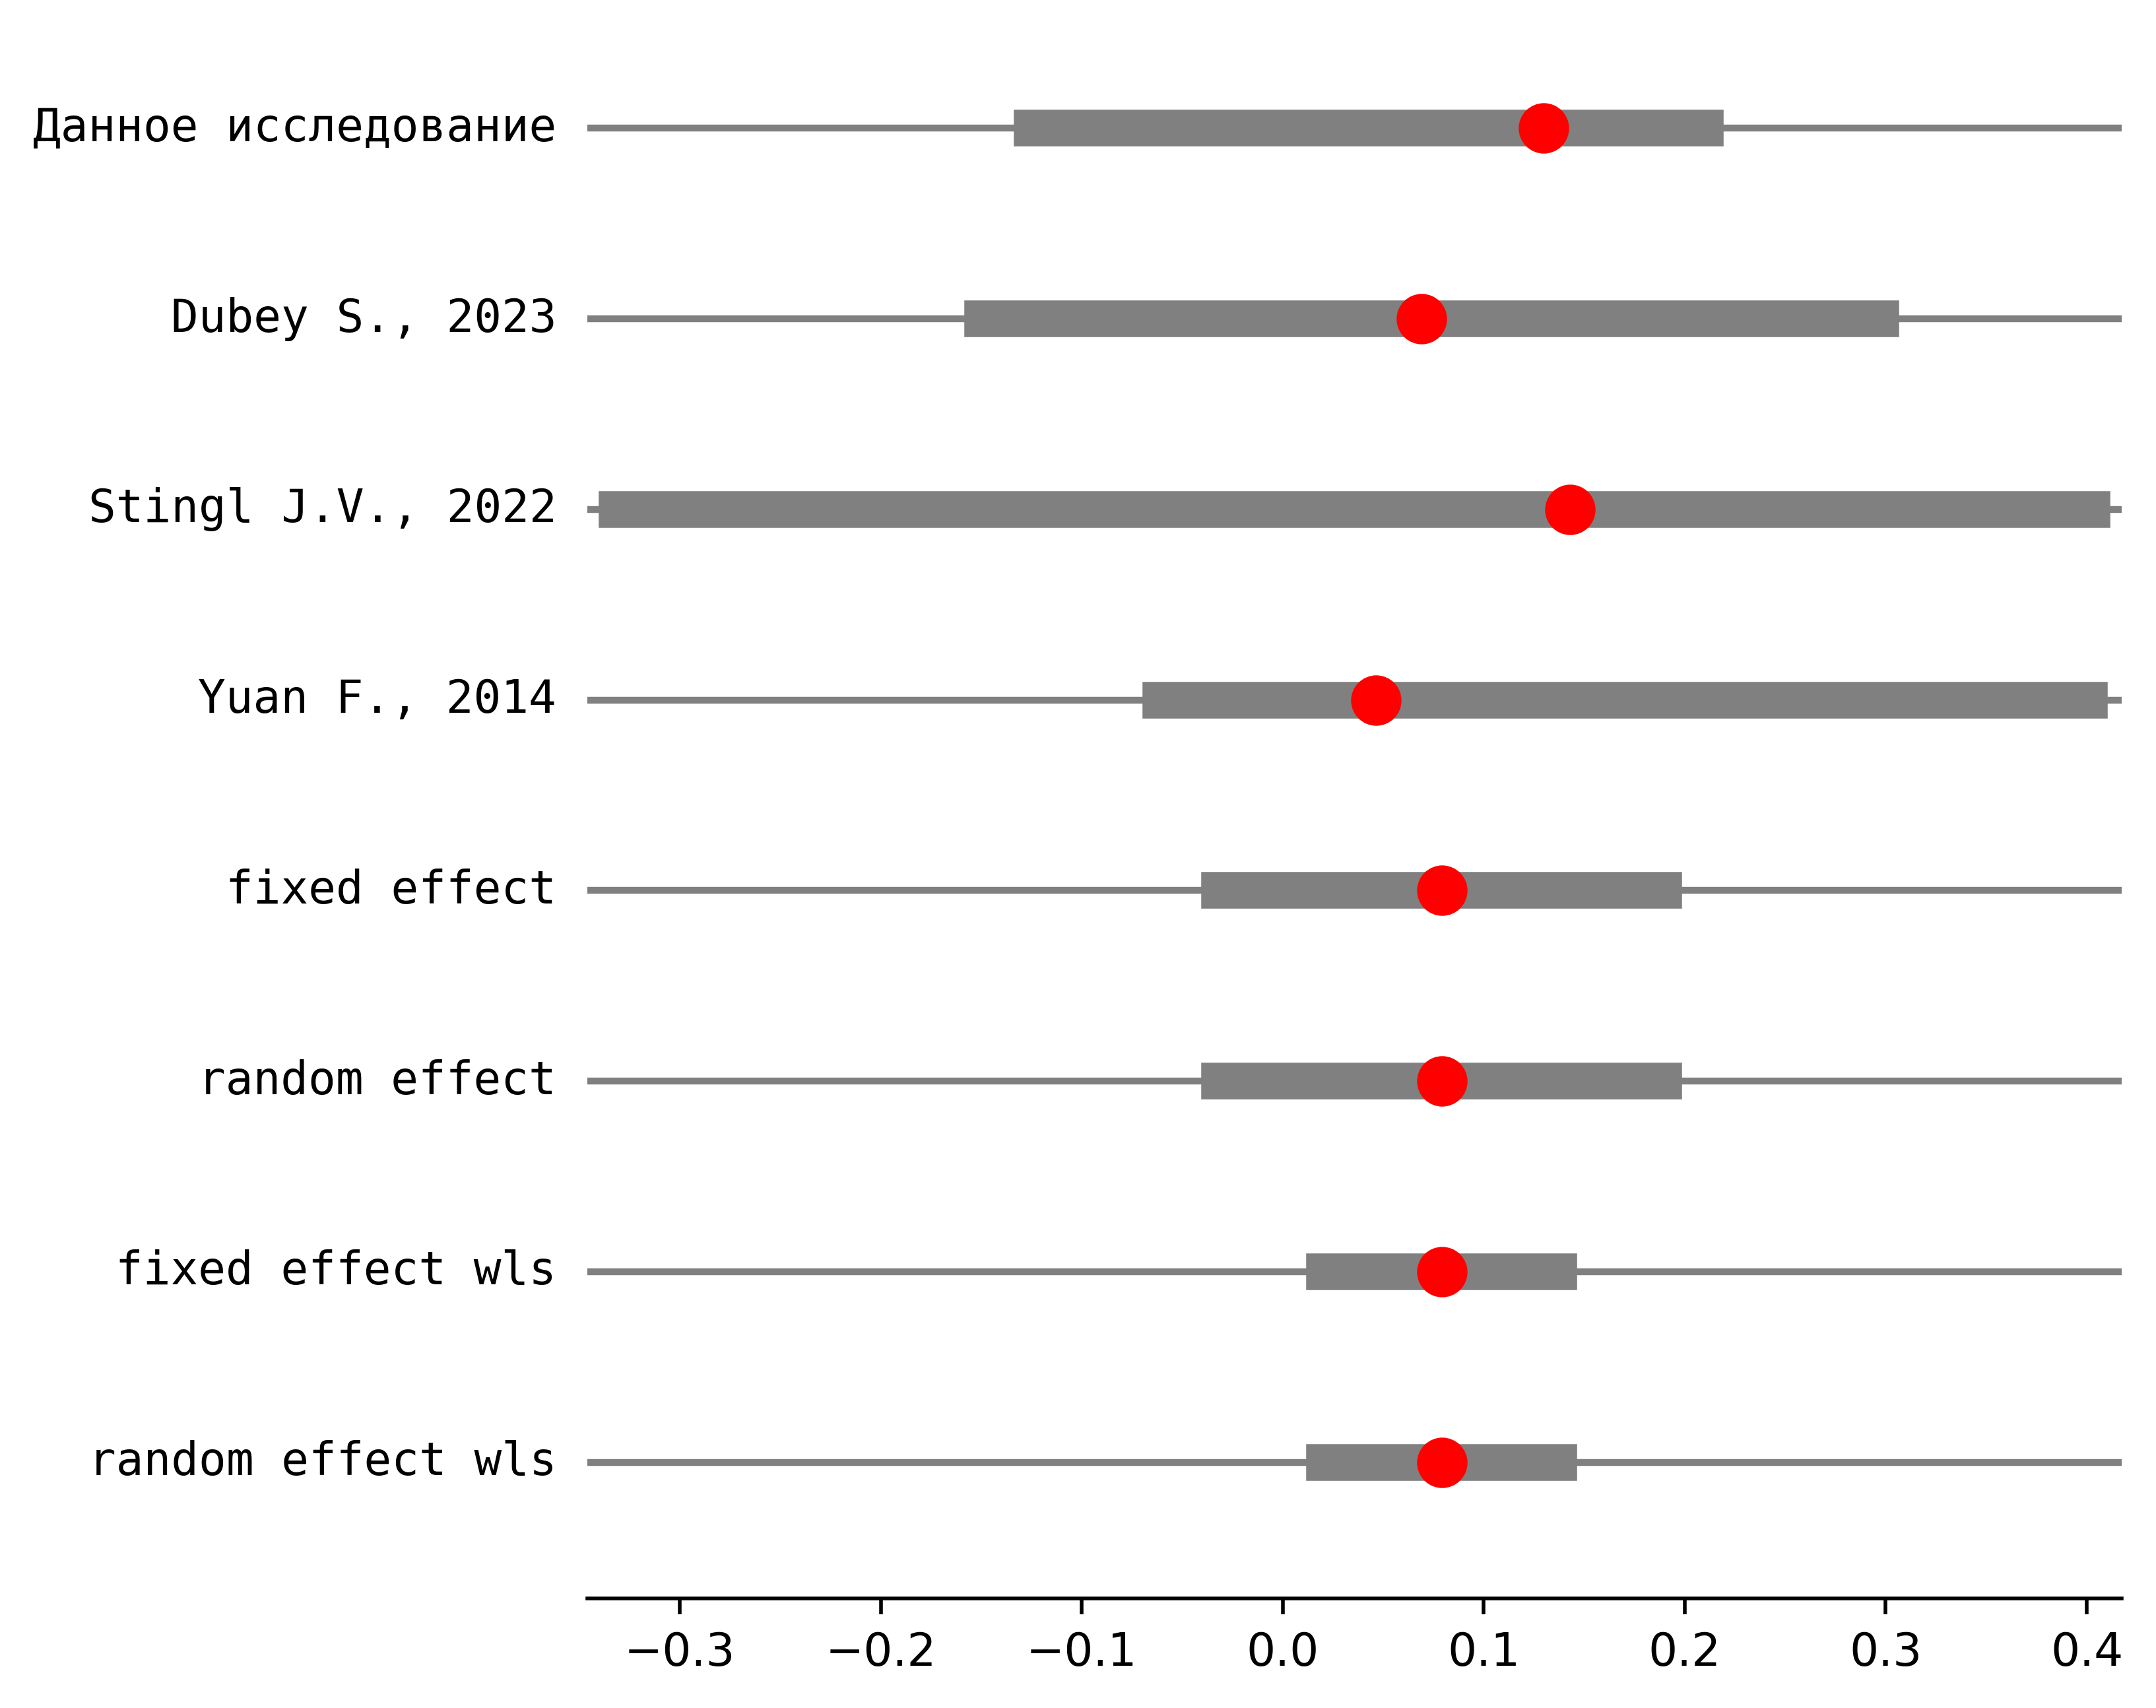 Данное исследование
Dubey S., 2023
Stingl J.V., 2022
Yuan F., 2014
fixed effect
random effect
fixed effect wls
random effect wls
−0.3 −0.2 −0.1 0.0 0.1 0.2 0.3 0.4